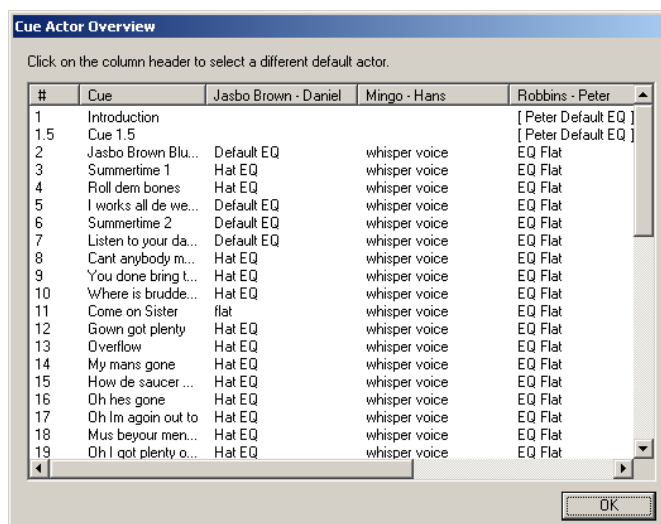 Cue Actor Overview
Click on the column header to select a different default actor.
# Cue Jasbo Brown - Daniel Mingo - Hans Robbins - Peter
1 Introduction [ Peter Default EQ ]
1.5 Cue 1.5 [ Peter Default EQ ]
2 Jasbo Brown Blu... Default EQ whisper voice EQ Flat
3 Summertime 1 Hat EQ whisper voice EQ Flat
4 Roll dem bones Hat EQ whisper voice EQ Flat
5 I works all de we... Default EQ whisper voice EQ Flat
6 Summertime 2 Default EQ whisper voice EQ Flat
7 Listen to your da... Default EQ whisper voice EQ Flat
8 Cant anybody m... Hat EQ whisper voice EQ Flat
9 You done bring t... Hat EQ whisper voice EQ Flat
10 Where is brudde... Hat EQ whisper voice EQ Flat
11 Come on Sister flat whisper voice EQ Flat
12 Gown got plenty Hat EQ whisper voice EQ Flat
13 Overflow Hat EQ whisper voice EQ Flat
14 My mans gone Hat EQ whisper voice EQ Flat
15 How de saucer ... Hat EQ whisper voice EQ Flat
16 Oh hes gone Hat EQ whisper voice EQ Flat
17 Oh Im agoin out to Hat EQ whisper voice EQ Flat
18 Mus beyour men... Hat EQ whisper voice EQ Flat
19 Oh I got plenty o... Hat EQ whisper voice EQ Flat
OK